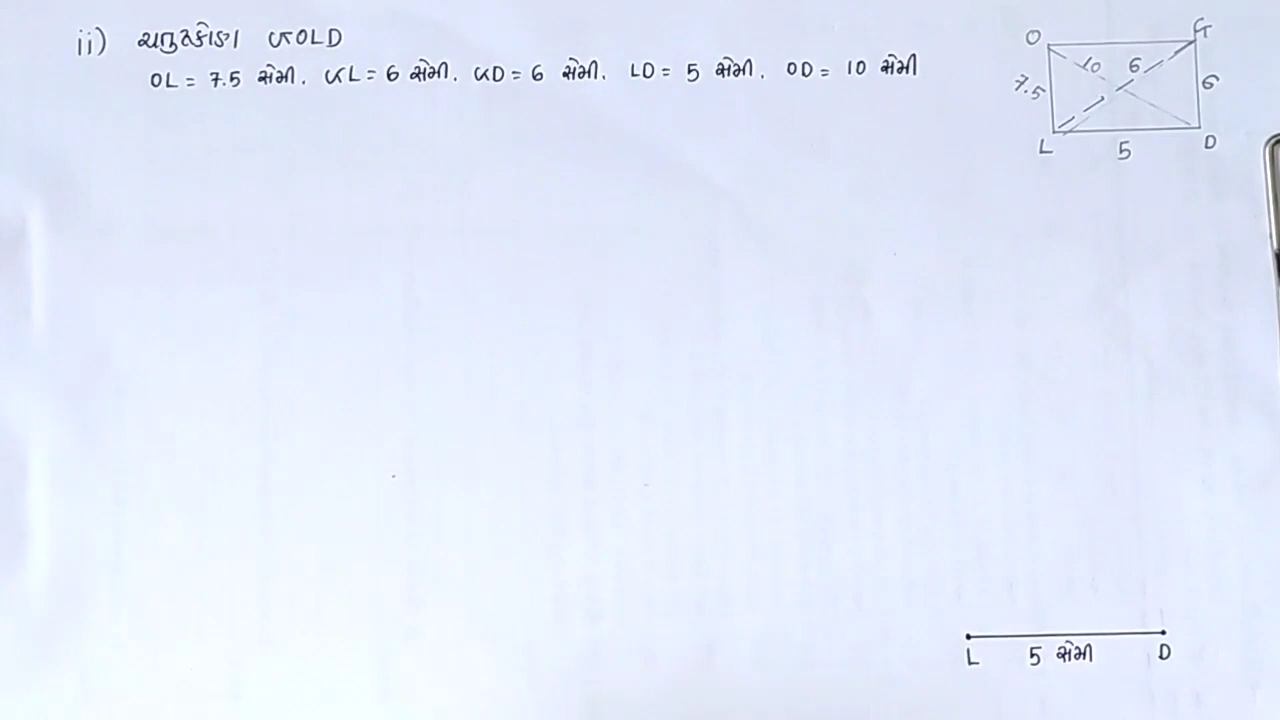 ii) ચતુષ્કોણ GOLD
OL = 7.5 સેમી. GL = 6 સેમી. GD = 6 સેમી. LD = 5 સેમી. OD = 10 સેમી
O G
10 6
7.5 6
L 5 D
L 5 સેમી D